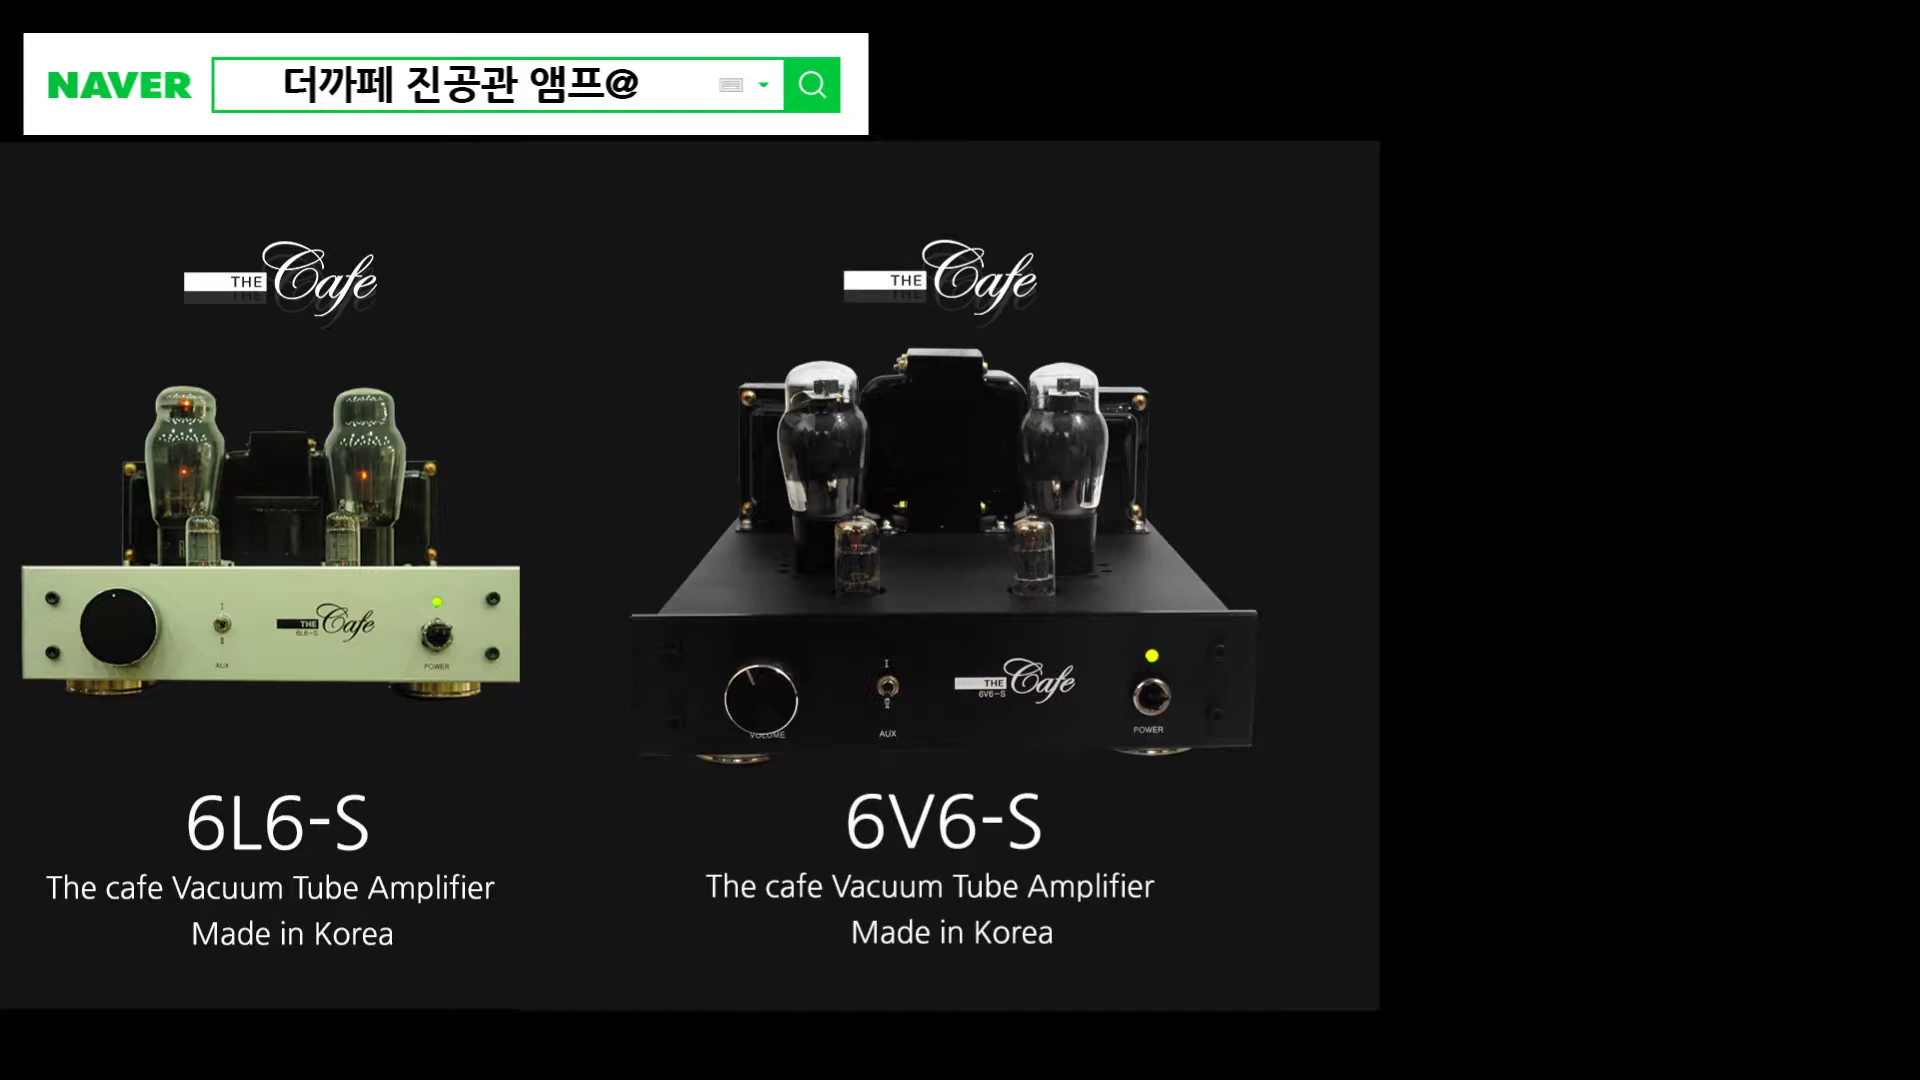 NAVER
더까페 진공관 앰프@
THE Cafe
THE Cafe
THE Cafe
6L6-S
AUX
POWER
THE Cafe
6V6-S
VOLUME
I
AUX
POWER
6L6-S
The cafe Vacuum Tube Amplifier
Made in Korea
6V6-S
The cafe Vacuum Tube Amplifier
Made in Korea